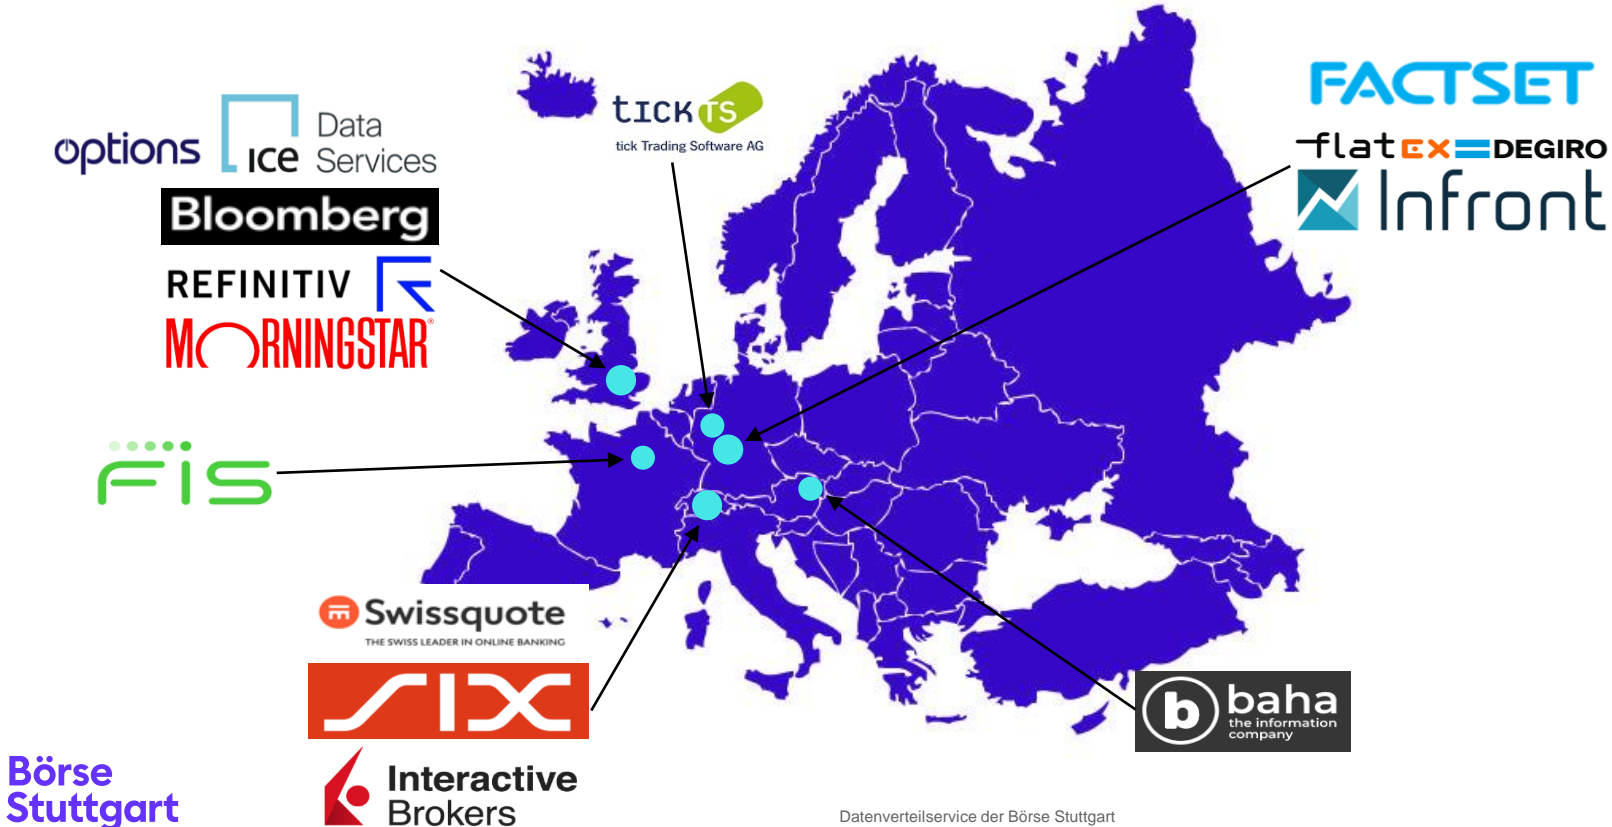 options
ICE Data
Services
Bloomberg
REFINITIV
MORNINGSTAR®
tick TS
tick Trading Software AG
FACTSET
flatEX=DEGIRO
Infront
FIS
Swissquote
THE SWISS LEADER IN ONLINE BANKING
SIX
Interactive
Brokers
b baha
the information
company
Börse
Stuttgart
Datenverteilservice der Börse Stuttgart